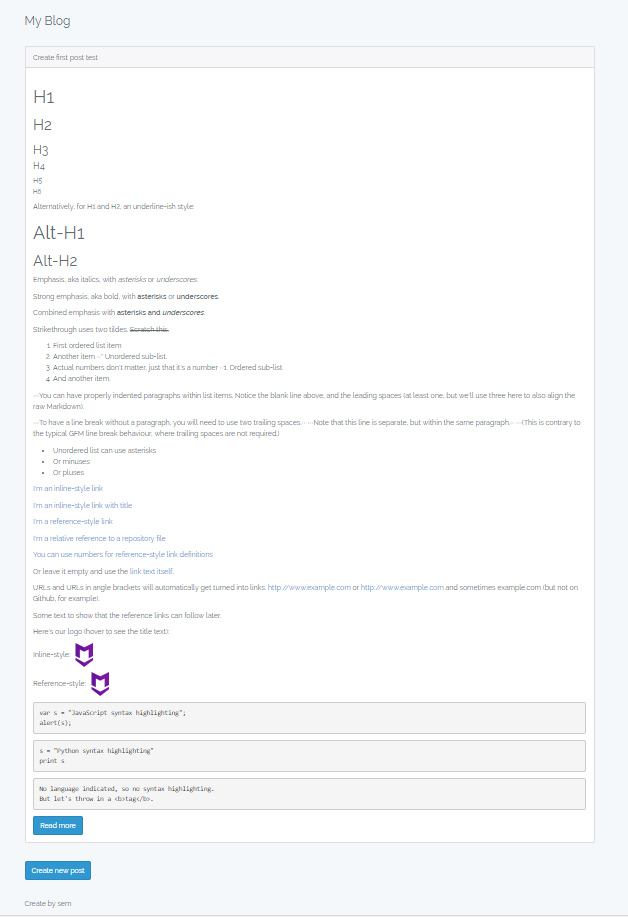 My Blog
Create first post test
H1
H2
H3
H4
H5
H6
Alternatively, for H1 and H2, an underline-ish style:
Alt-H1
Alt-H2
Emphasis, aka italics, with asterisks or underscores.
Strong emphasis, aka bold, with asterisks or underscores.
Combined emphasis with asterisks and underscores.
Strikethrough uses two tildes. Scratch this.
1. First ordered list item
2. Another item ··* Unordered sub-list.
3. Actual numbers don't matter, just that it's a number ··1. Ordered sub-list
4. And another item.
···You can have properly indented paragraphs within list items. Notice the blank line above, and the leading spaces (at least one, but we'll use three here to also align the
raw Markdown).
···To have a line break without a paragraph, you will need to use two trailing spaces.·· ···Note that this line is separate, but within the same paragraph.·· ···(This is contrary to
the typical GFM line break behaviour, where trailing spaces are not required.)
• Unordered list can use asterisks
• Or minuses
• Or pluses
I'm an inline-style link
I'm an inline-style link with title
I'm a reference-style link
I'm a relative reference to a repository file
You can use numbers for reference-style link definitions
Or leave it empty and use the link text itself.
URLs and URLs in angle brackets will automatically get turned into links. http://www.example.com or http://www.example.com and sometimes example.com (but not on
Github, for example).
Some text to show that the reference links can follow later.
Here's our logo (hover to see the title text):
Inline-style:
Reference-style:
var s = "JavaScript syntax highlighting";
alert(s);
s = "Python syntax highlighting"
print s
No language indicated, so no syntax highlighting.
But let's throw in a <b>tag</b>.
Read more
Create new post
Create by sem